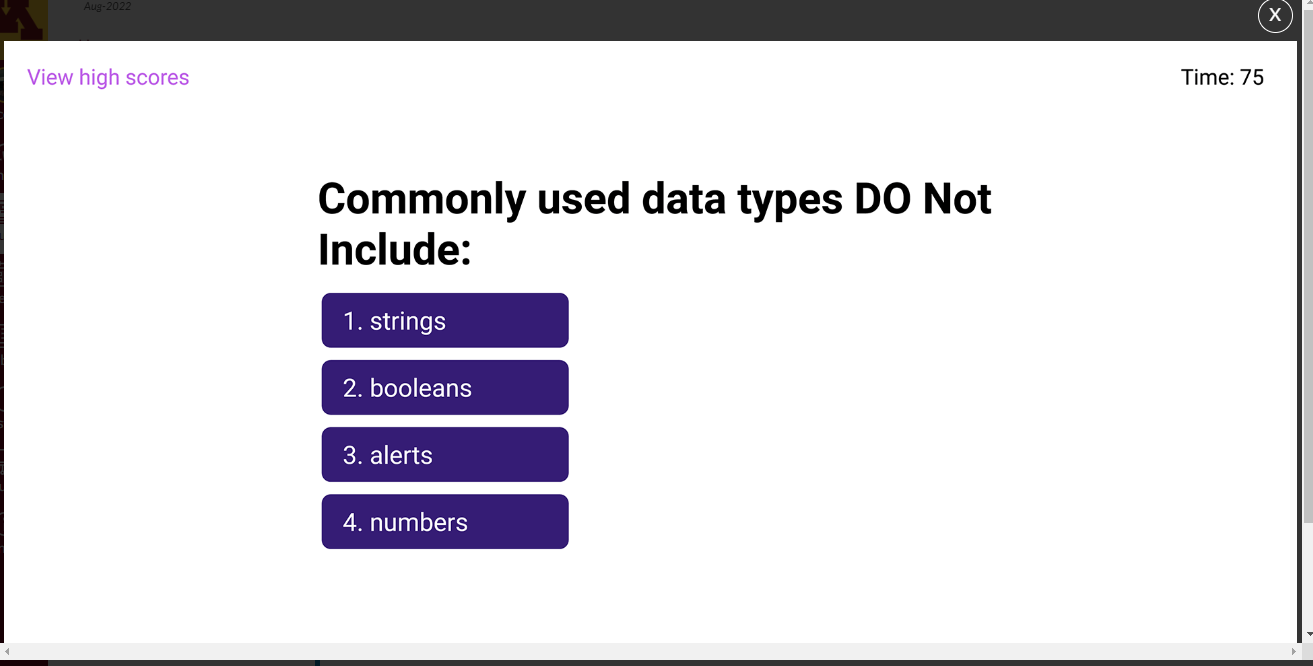 Aug-2022
X
View high scores
Time: 75
Commonly used data types DO Not
Include:
1. strings
2. booleans
3. alerts
4. numbers